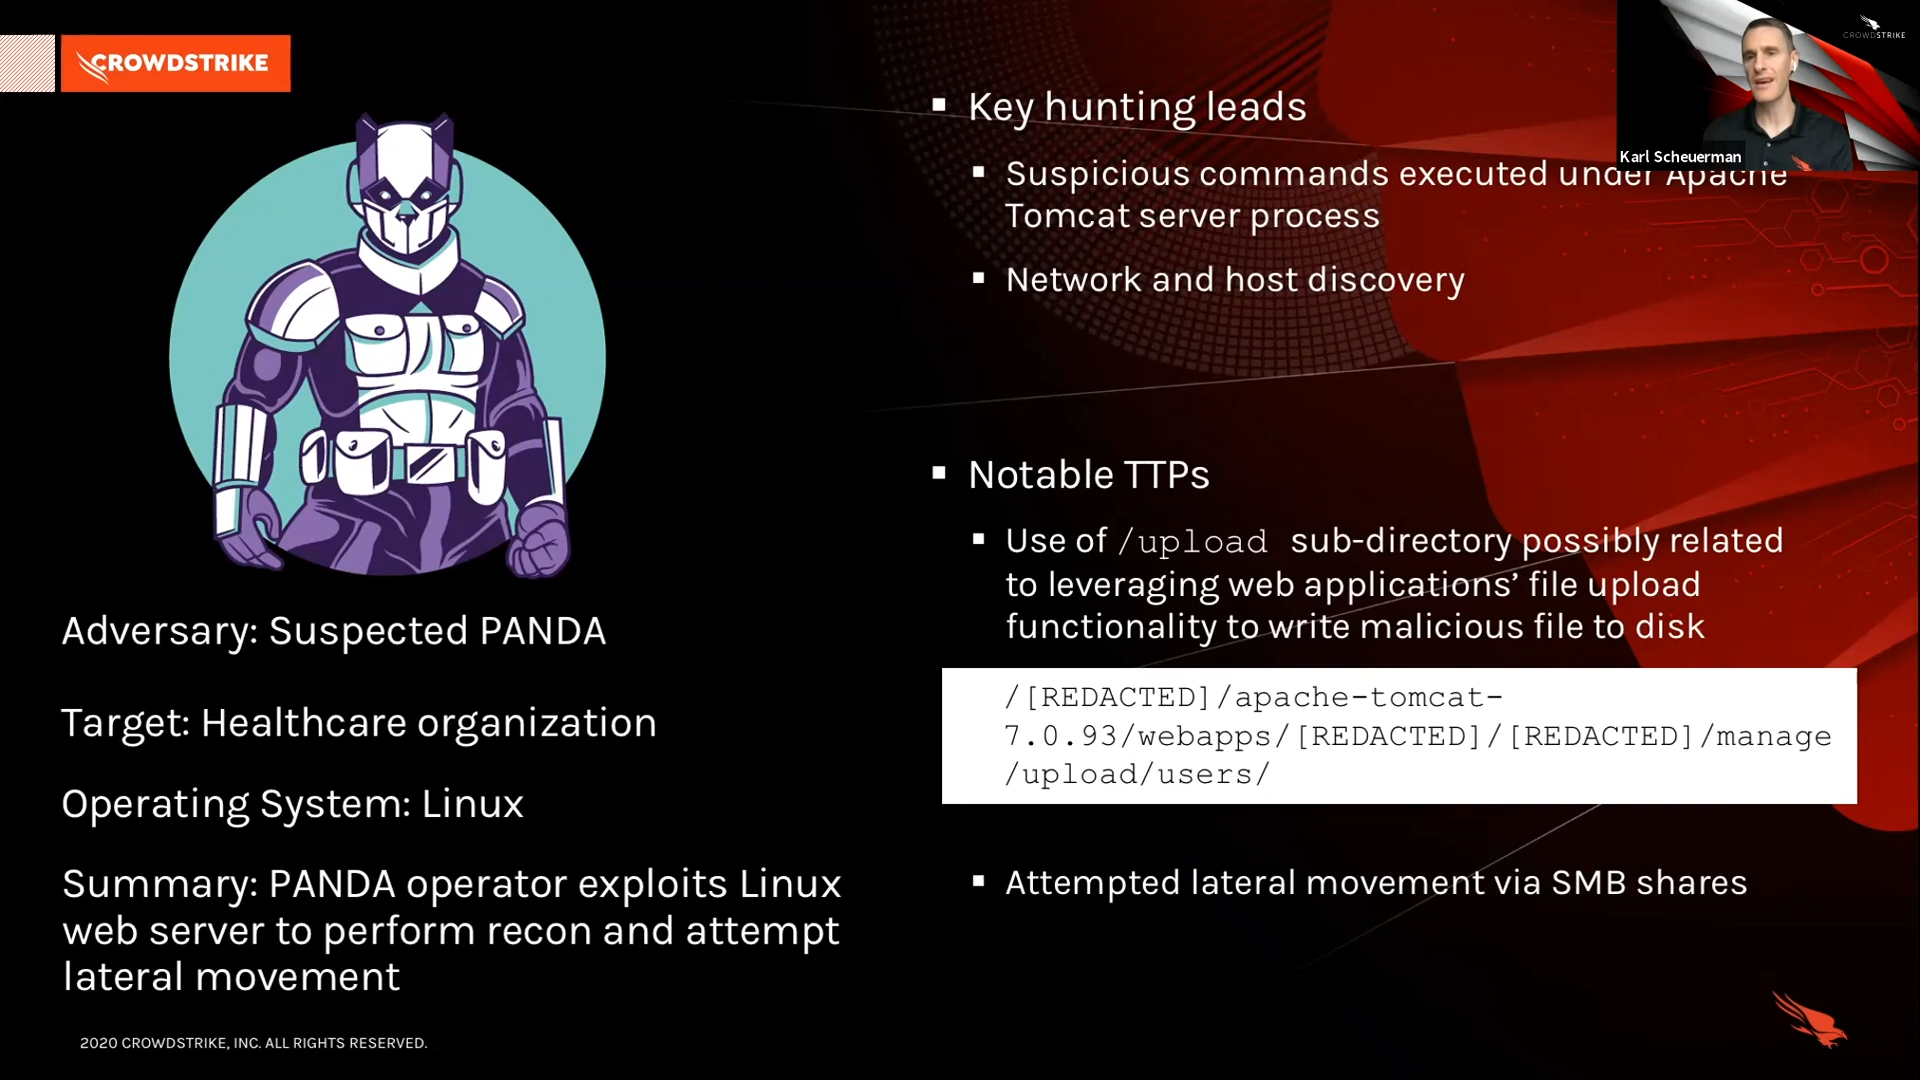 CROWDSTRIKE
Adversary: Suspected PANDA
Target: Healthcare organization
Operating System: Linux
Summary: PANDA operator exploits Linux
web server to perform recon and attempt
lateral movement
2020 CROWDSTRIKE, INC. ALL RIGHTS RESERVED.
▪ Key hunting leads
▪ Suspicious commands executed under Apache
Tomcat server process
▪ Network and host discovery
▪ Notable TTPs
▪ Use of /upload sub-directory possibly related
to leveraging web applications’ file upload
functionality to write malicious file to disk
/[REDACTED]/apache-tomcat-
7.0.93/webapps/[REDACTED]/[REDACTED]/manage
/upload/users/
▪ Attempted lateral movement via SMB shares
CROWDSTRIKE
Karl Scheuerman